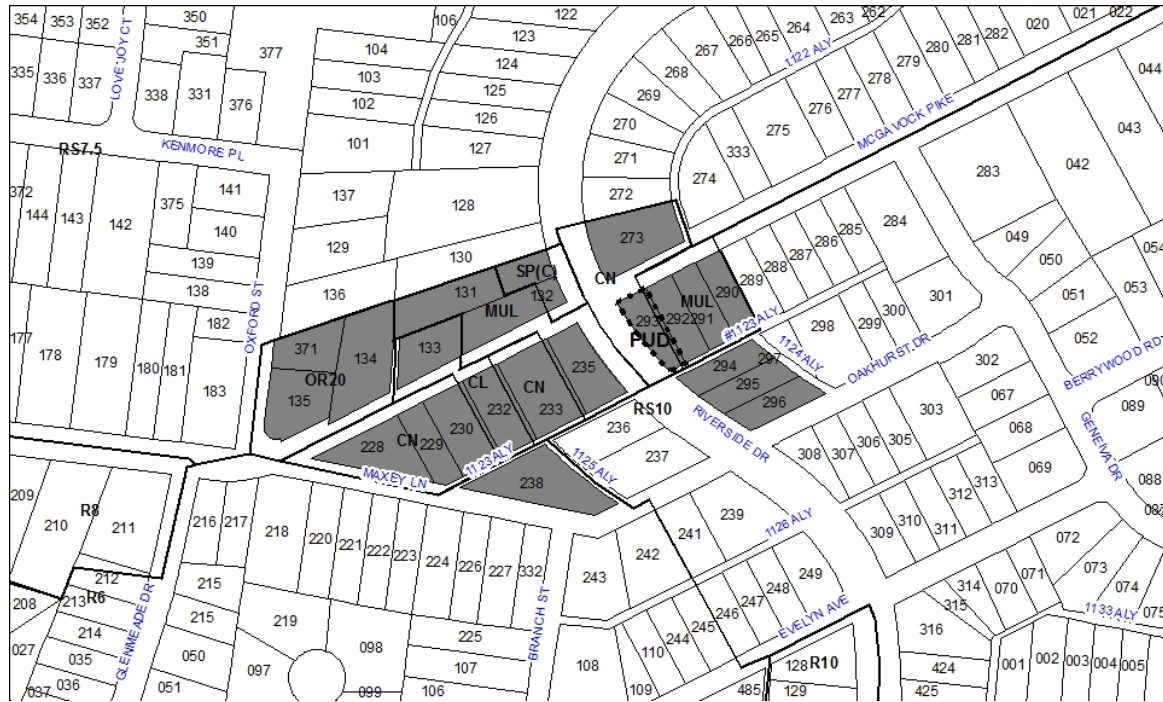 354 353 352 350 351 377 106 122
335 336 337 LOVE JOY CT 338 331 376
104 123
103 124
102 125
101 126
127
267 266 265 264 263 262 020 021 022
268 1122 ALY 280 281 282
269 276 277 278 279
270 275
271 333
272 274
MCGAVOCK PIKE
044
043
042
283
RS7.5 KENMORE PL
372 144 143 142 375 141
140
139
138
137 128
129 130
136
049
050 054
051 053
052
284
285
286
287
288
289
273
CN
SP(C)
131 132
MUL
133
371 134
OR20
135
OXFORD ST
177 178 179 180 181 182
183
MUL 290
293 292 291
PUD
#1123 ALY
298 299 300 301
1124 ALY
OAKHURST DR
BERRYWOOD RD
294 297
295
296
302
067
068
069
303
305
306
307
308
090
089
088
087
GENEIVA DR
CL
235
CN
232 233
230
229
CN
228
RS10
RIVERSIDE DR
236
237
1123 ALY
1125 ALY
MAXEY LN
238
239
241
242
243
1126 ALY
309 310 311 312 313
209 210 211
R8
216 217 218 220 221 222 223 224 226 227 332
212
R6
208 213
214
215
215
027 035
036
037
050
051
GLENMEADE DR
219
097 098
099
225
107
106
BRANCH ST
108 109 110 244 245 246 247 248 249
EVELYN AVE
485 128 R10
129
072
073
074
075
1133 ALY
314 070 071
315
316
424
425
001 002 003 004 005